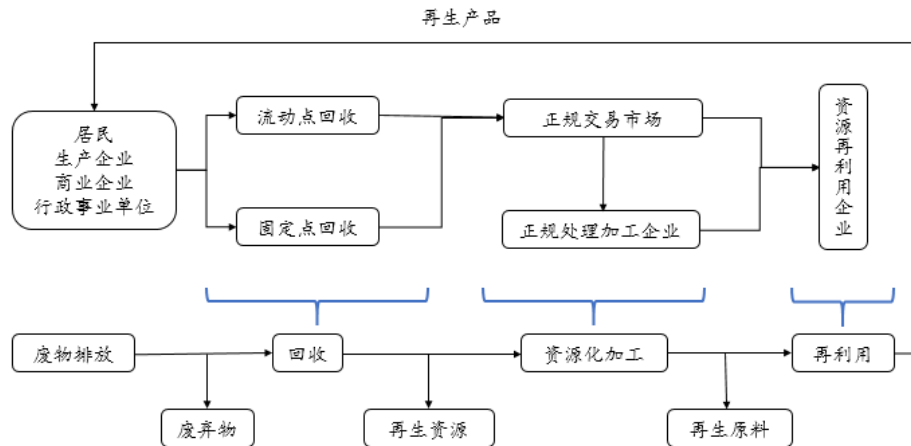 再生产品
居民
生产企业
商业企业
行政事业单位
流动点回收
固定点回收
正规交易市场
正规处理加工企业
资源再利用企业
废物排放
回收
资源化加工
再利用
废弃物
再生资源
再生原料